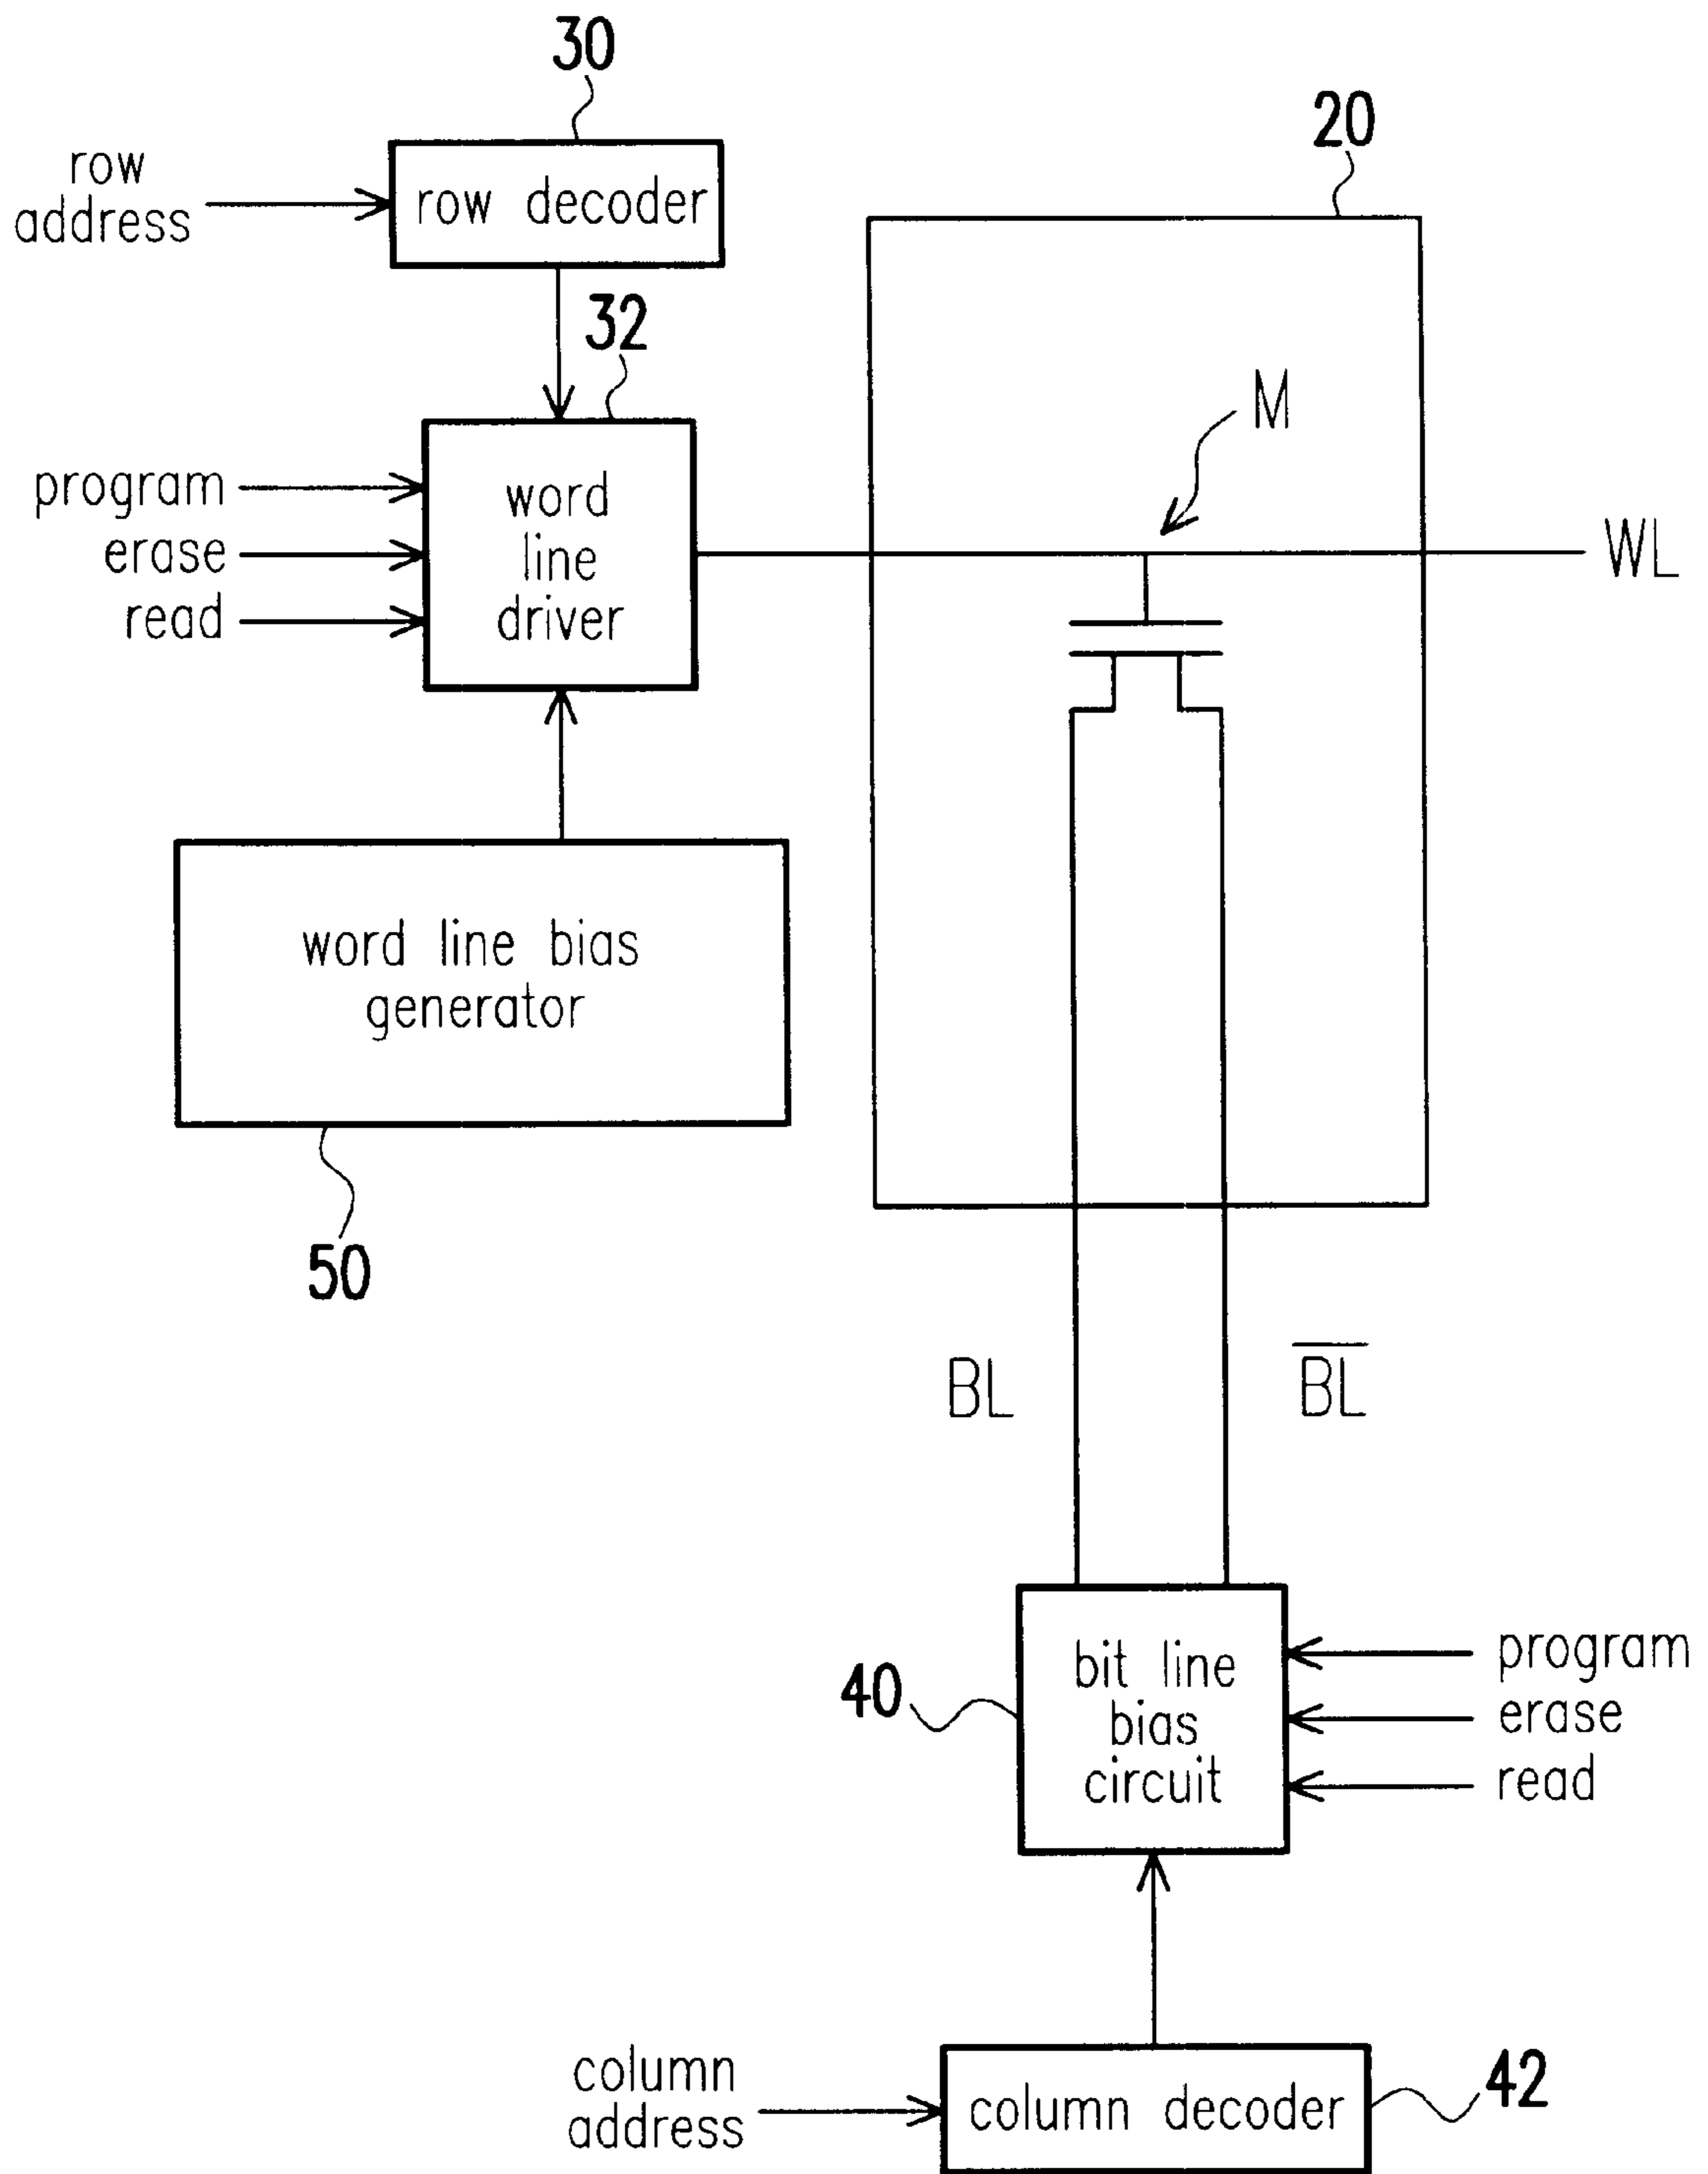 30
20
row
address
row decoder
32
M
program
erase
read
word
line
driver
WL
word line bias
generator
50
BL
B̅L̅
40
bit line
bias
circuit
program
erase
read
column
address
column decoder
42